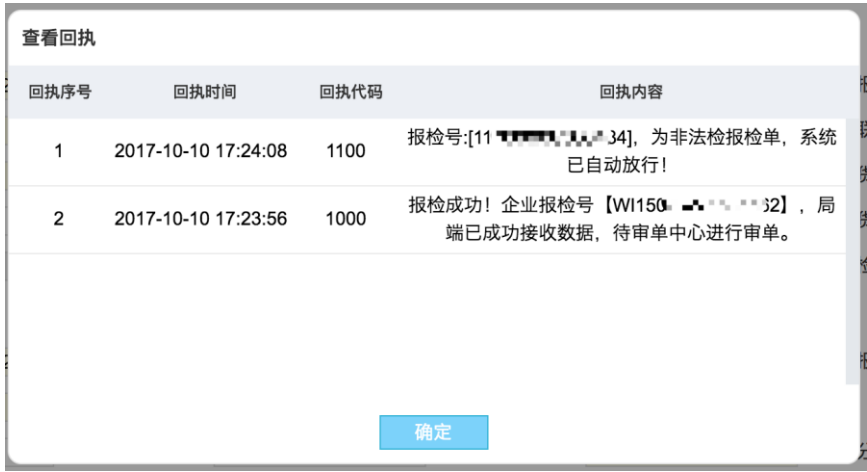 查看回执
回执序号 回执时间 回执代码 回执内容
1 2017-10-10 17:24:08 1100 报检号:[11 34], 为非法检报检单, 系统
已自动放行!
2 2017-10-10 17:23:56 1000 报检成功! 企业报检号【WI150 62】, 局
端已成功接收数据, 待审单中心进行审单。
确定